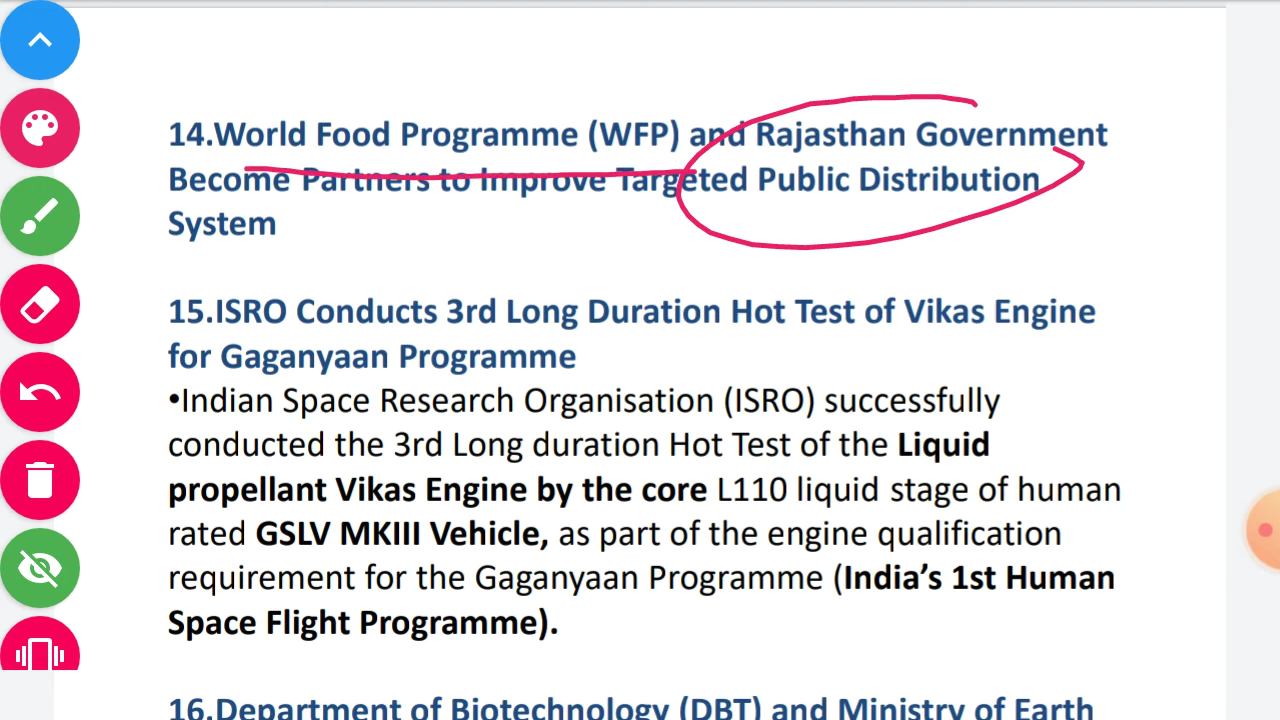 14.World Food Programme (WFP) and Rajasthan Government
Become Partners to Improve Targeted Public Distribution
System
15.ISRO Conducts 3rd Long Duration Hot Test of Vikas Engine
for Gaganyaan Programme
•Indian Space Research Organisation (ISRO) successfully
conducted the 3rd Long duration Hot Test of the Liquid
propellant Vikas Engine by the core L110 liquid stage of human
rated GSLV MKIII Vehicle, as part of the engine qualification
requirement for the Gaganyaan Programme (India’s 1st Human
Space Flight Programme).
16.Department of Biotechnology (DBT) and Ministry of Earth